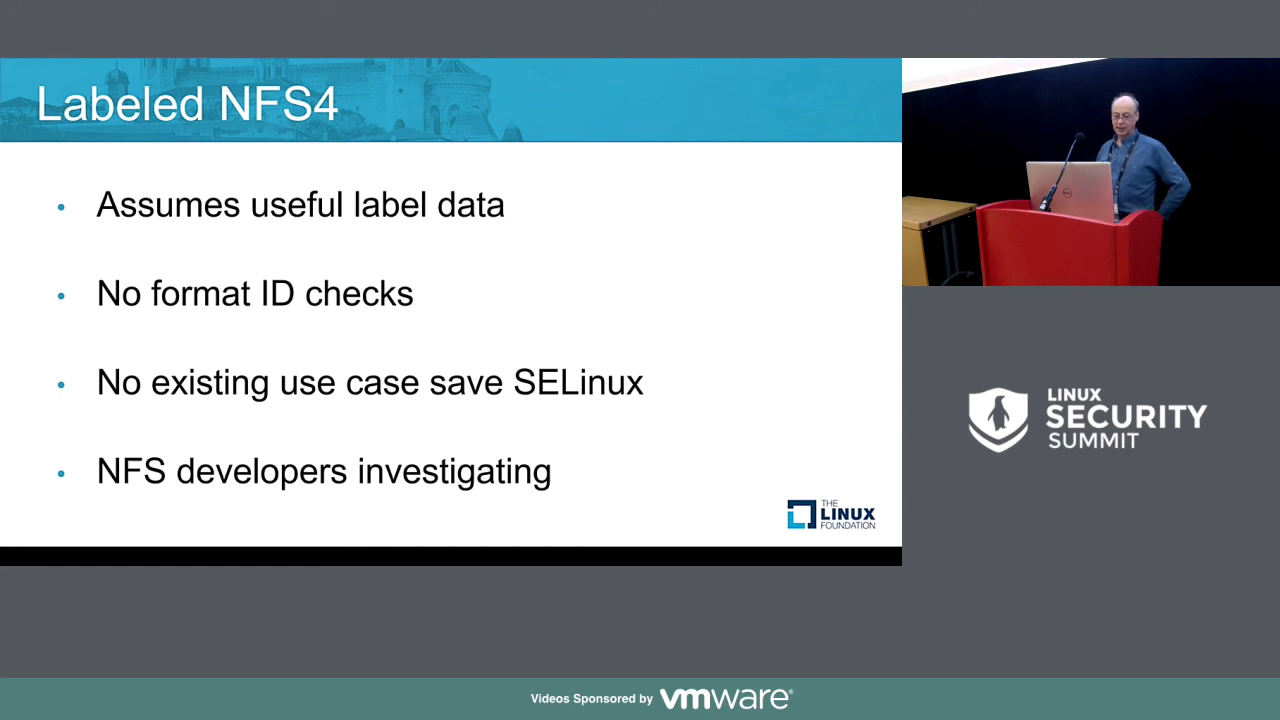 Labeled NFS4
• Assumes useful label data
• No format ID checks
• No existing use case save SELinux
• NFS developers investigating
THE
LINUX
FOUNDATION
LINUX
SECURITY
SUMMIT
Videos Sponsored by vmware®